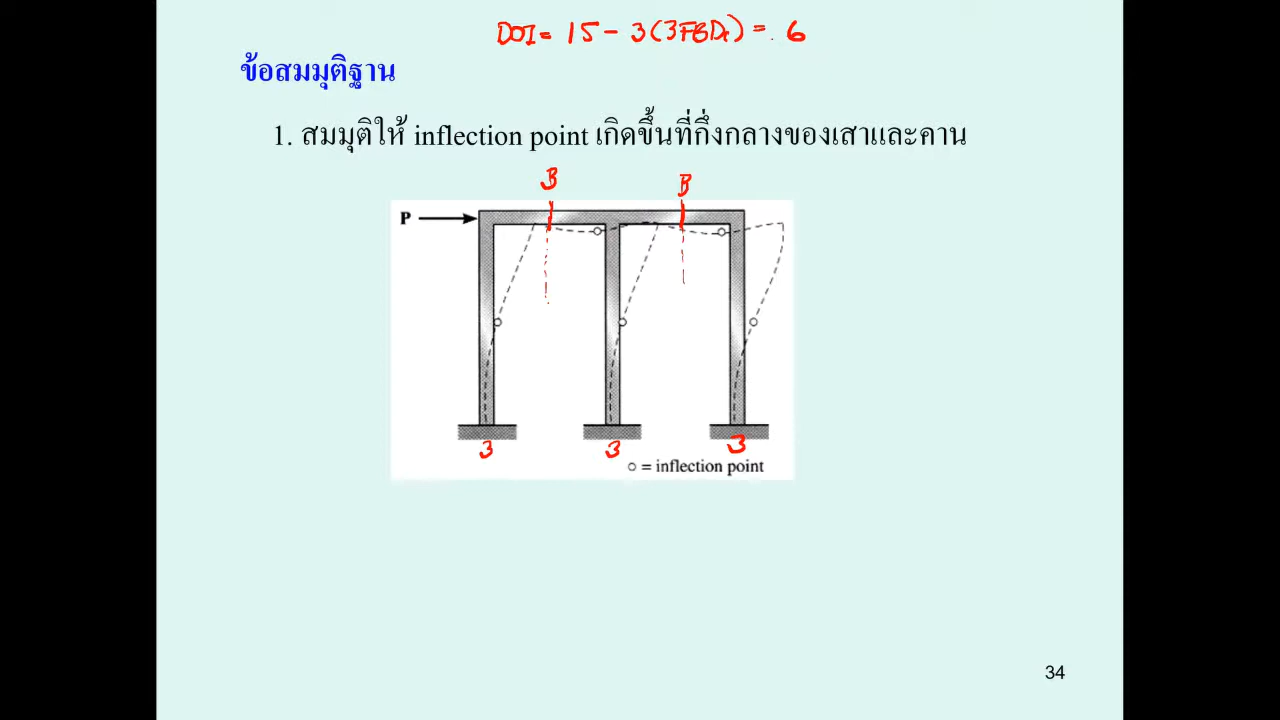 DOI = 15 - 3(3FBDs) = 6
ข้อสมมุติฐาน
1. สมมุติให้ inflection point เกิดขึ้นที่กึ่งกลางของเสาและคาน
3 3
P
3 3 3
o = inflection point
34